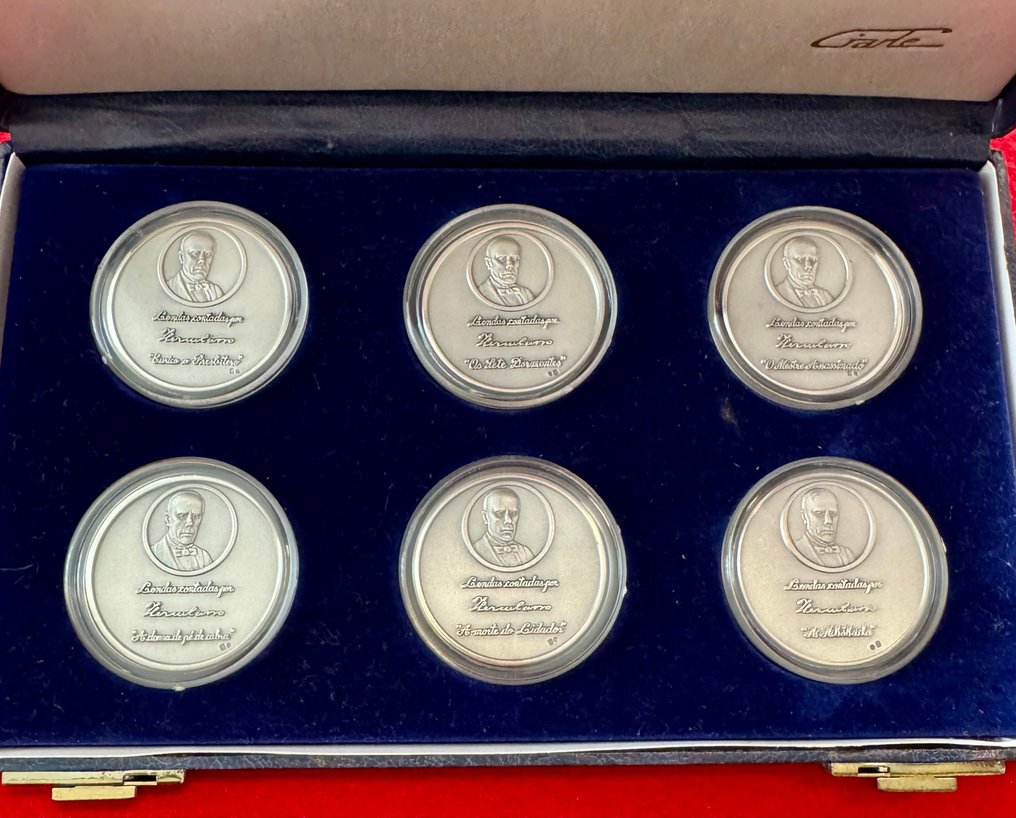 Ciarte
Lendas contadas por
Herculano
"Eurico o Presbítero"
Lendas contadas por
Herculano
"Os Sete Dormentes"
Lendas contadas por
Herculano
"O Mestre Assassinado"
Lendas contadas por
Herculano
"A dama de pé de cabra"
Lendas contadas por
Herculano
"A morte do Lidador"
Lendas contadas por
Herculano